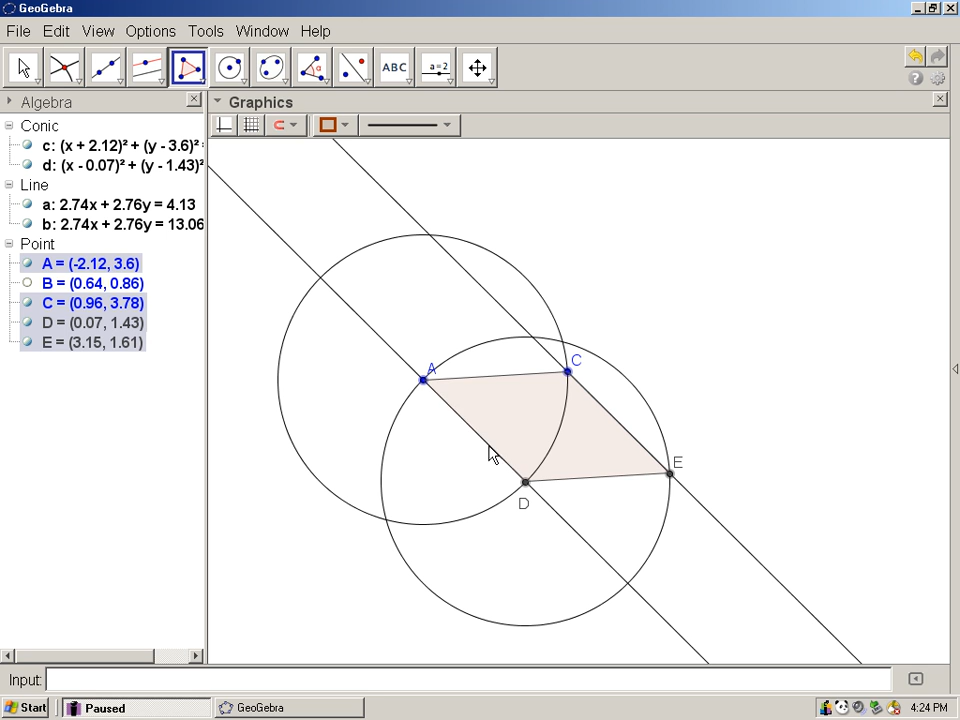 GeoGebra
File Edit View Options Tools Window Help
ABC a=2
Algebra
Graphics
Conic
c: (x + 2.12)² + (y - 3.6)²
d: (x - 0.07)² + (y - 1.43)²
Line
a: 2.74x + 2.76y = 4.13
b: 2.74x + 2.76y = 13.06
Point
A = (-2.12, 3.6)
B = (0.64, 0.86)
C = (0.96, 3.78)
D = (0.07, 1.43)
E = (3.15, 1.61)
A
C
E
D
Input:
Start Paused GeoGebra 4:24 PM